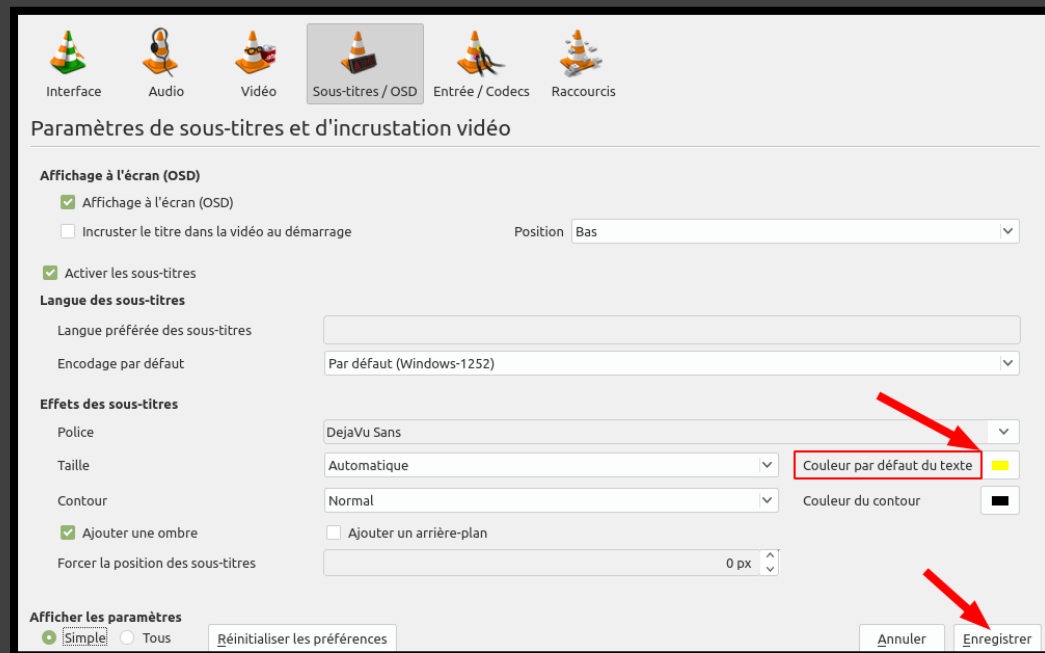 Interface Audio Vidéo Sous-titres / OSD Entrée / Codecs Raccourcis
Paramètres de sous-titres et d'incrustation vidéo
Affichage à l'écran (OSD)
Affichage à l'écran (OSD)
Incruster le titre dans la vidéo au démarrage Position Bas
Activer les sous-titres
Langue des sous-titres
Langue préférée des sous-titres
Encodage par défaut Par défaut (Windows-1252)
Effets des sous-titres
Police DejaVu Sans
Taille Automatique Couleur par défaut du texte
Contour Normal Couleur du contour
Ajouter une ombre Ajouter un arrière-plan
Forcer la position des sous-titres 0 px
Afficher les paramètres
Simple Tous Réinitialiser les préférences Annuler Enregistrer